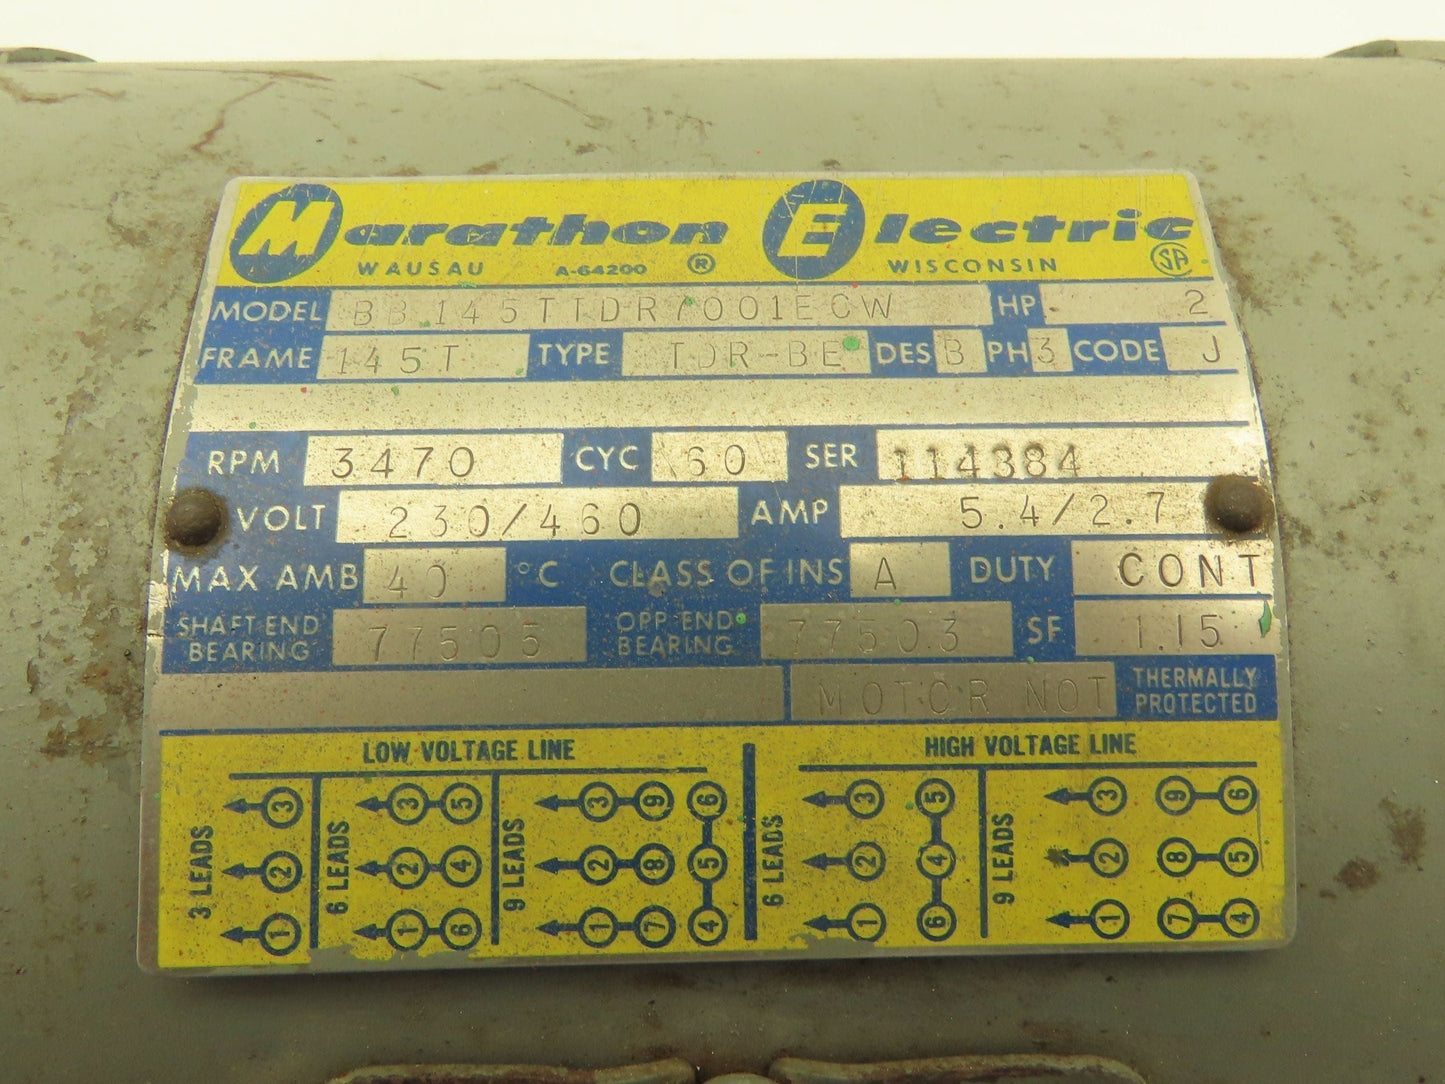 Marathon Electric
WAUSAU A-64200 ® WISCONSIN SA
MODEL BB 145TTDR7001ECW HP 2
FRAME 145T TYPE TDR-BE DES B PH 3 CODE J
RPM 3470 CYC 60 SER 114384
VOLT 230/460 AMP 5.4/2.7
MAX AMB 40 °C CLASS OF INS A DUTY CONT
SHAFT END BEARING 77505 OPP END BEARING 77503 SF 1.15
MOTOR NOT THERMALLY PROTECTED
LOW VOLTAGE LINE HIGH VOLTAGE LINE
3 LEADS 6 LEADS 9 LEADS 6 LEADS 9 LEADS
3 3 5 3 9 6 3 5 3 9 6
2 2 4 2 8 5 2 4 2 8 5
1 1 6 1 7 4 1 6 1 7 4